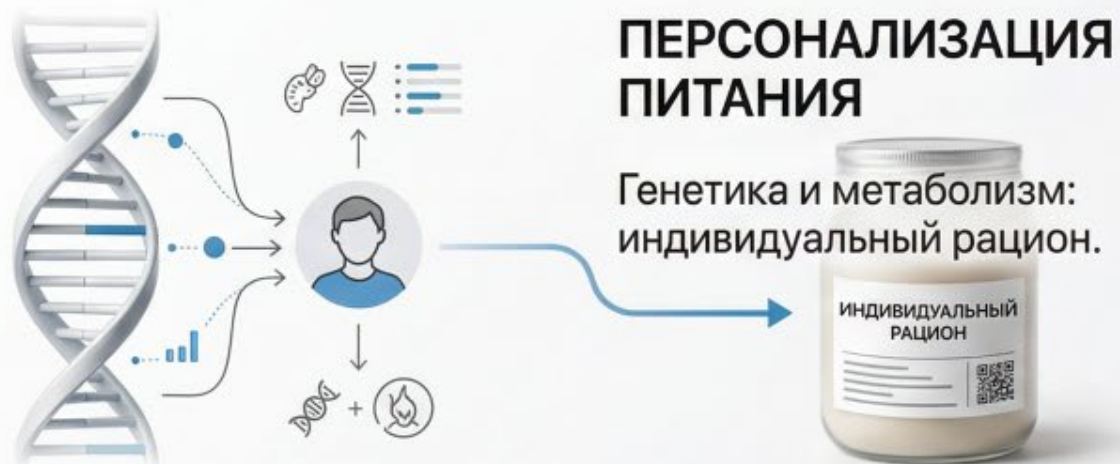 ПЕРСОНАЛИЗАЦИЯ
ПИТАНИЯ
Генетика и метаболизм:
индивидуальный рацион.
ИНДИВИДУАЛЬНЫЙ
РАЦИОН